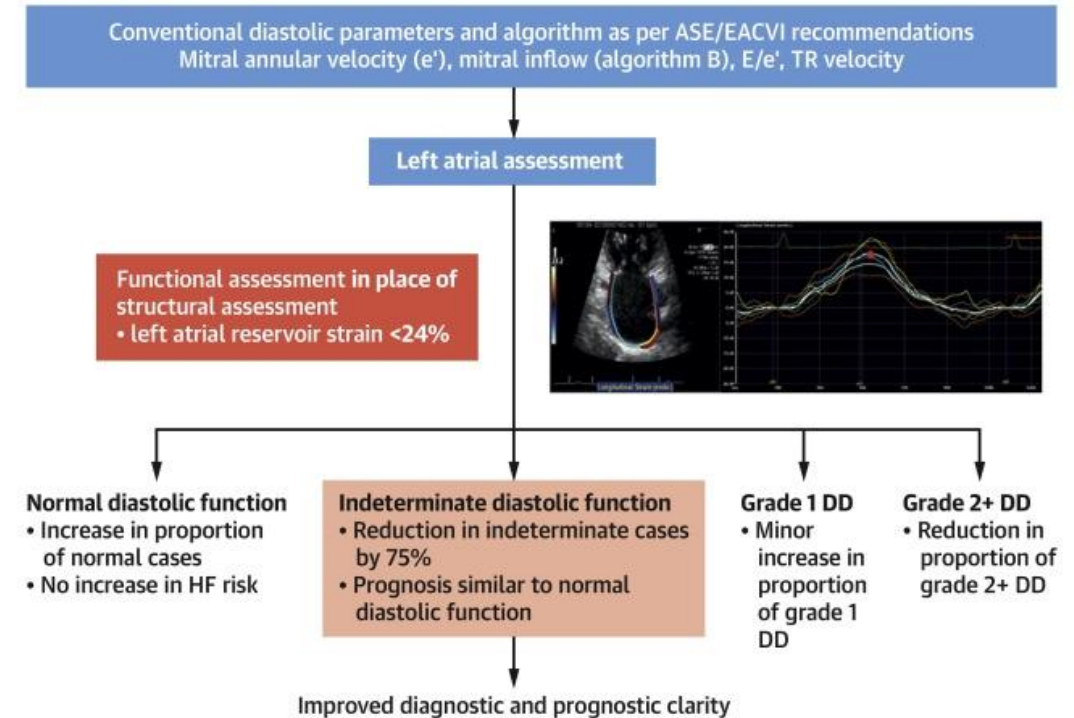 Conventional diastolic parameters and algorithm as per ASE/EACVI recommendations
Mitral annular velocity (e'), mitral inflow (algorithm B), E/e', TR velocity
Left atrial assessment
Functional assessment in place of
structural assessment
• left atrial reservoir strain <24%
Normal diastolic function
• Increase in proportion
of normal cases
• No increase in HF risk
Indeterminate diastolic function
• Reduction in indeterminate cases
by 75%
• Prognosis similar to normal
diastolic function
Grade 1 DD
• Minor
increase in
proportion
of grade 1
DD
Grade 2+ DD
• Reduction in
proportion of
grade 2+ DD
Improved diagnostic and prognostic clarity